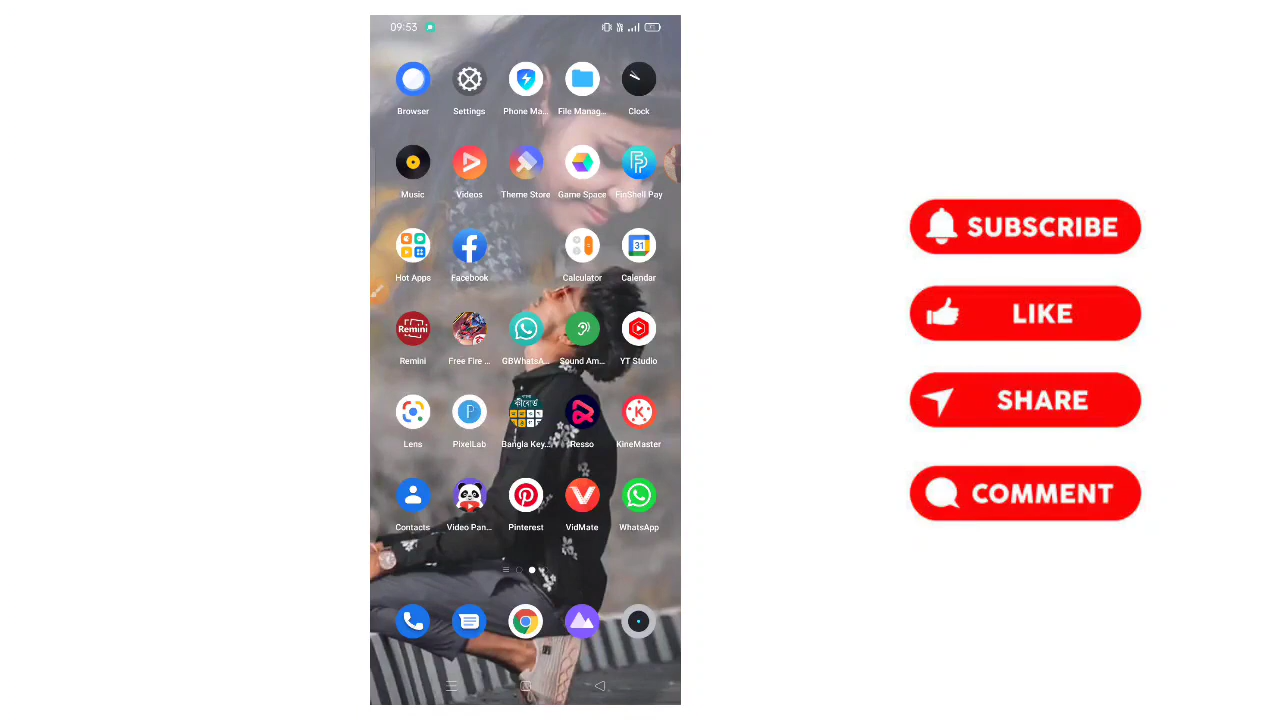 09:53
Browser Settings Phone Ma... File Manag... Clock
Music Videos Theme Store Game Space FinShell Pay
31
Hot Apps Facebook Calculator Calendar
Remini
Remini Free Fire ... GBWhatsA... Sound Am... YT Studio
কীবোর্ড
Lens PixelLab Bangla Key... Resso KineMaster
Contacts Video Pan... Pinterest VidMate WhatsApp
SUBSCRIBE
LIKE
SHARE
COMMENT